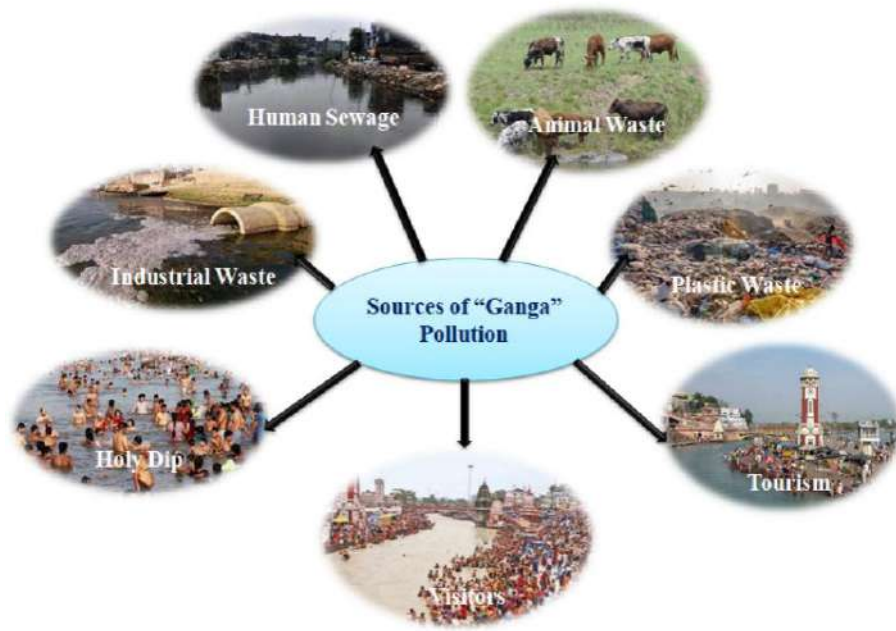 Human Sewage
Animal Waste
Industrial Waste
Plastic Waste
Sources of “Ganga”
Pollution
Holy Dip
Tourism
Visitors